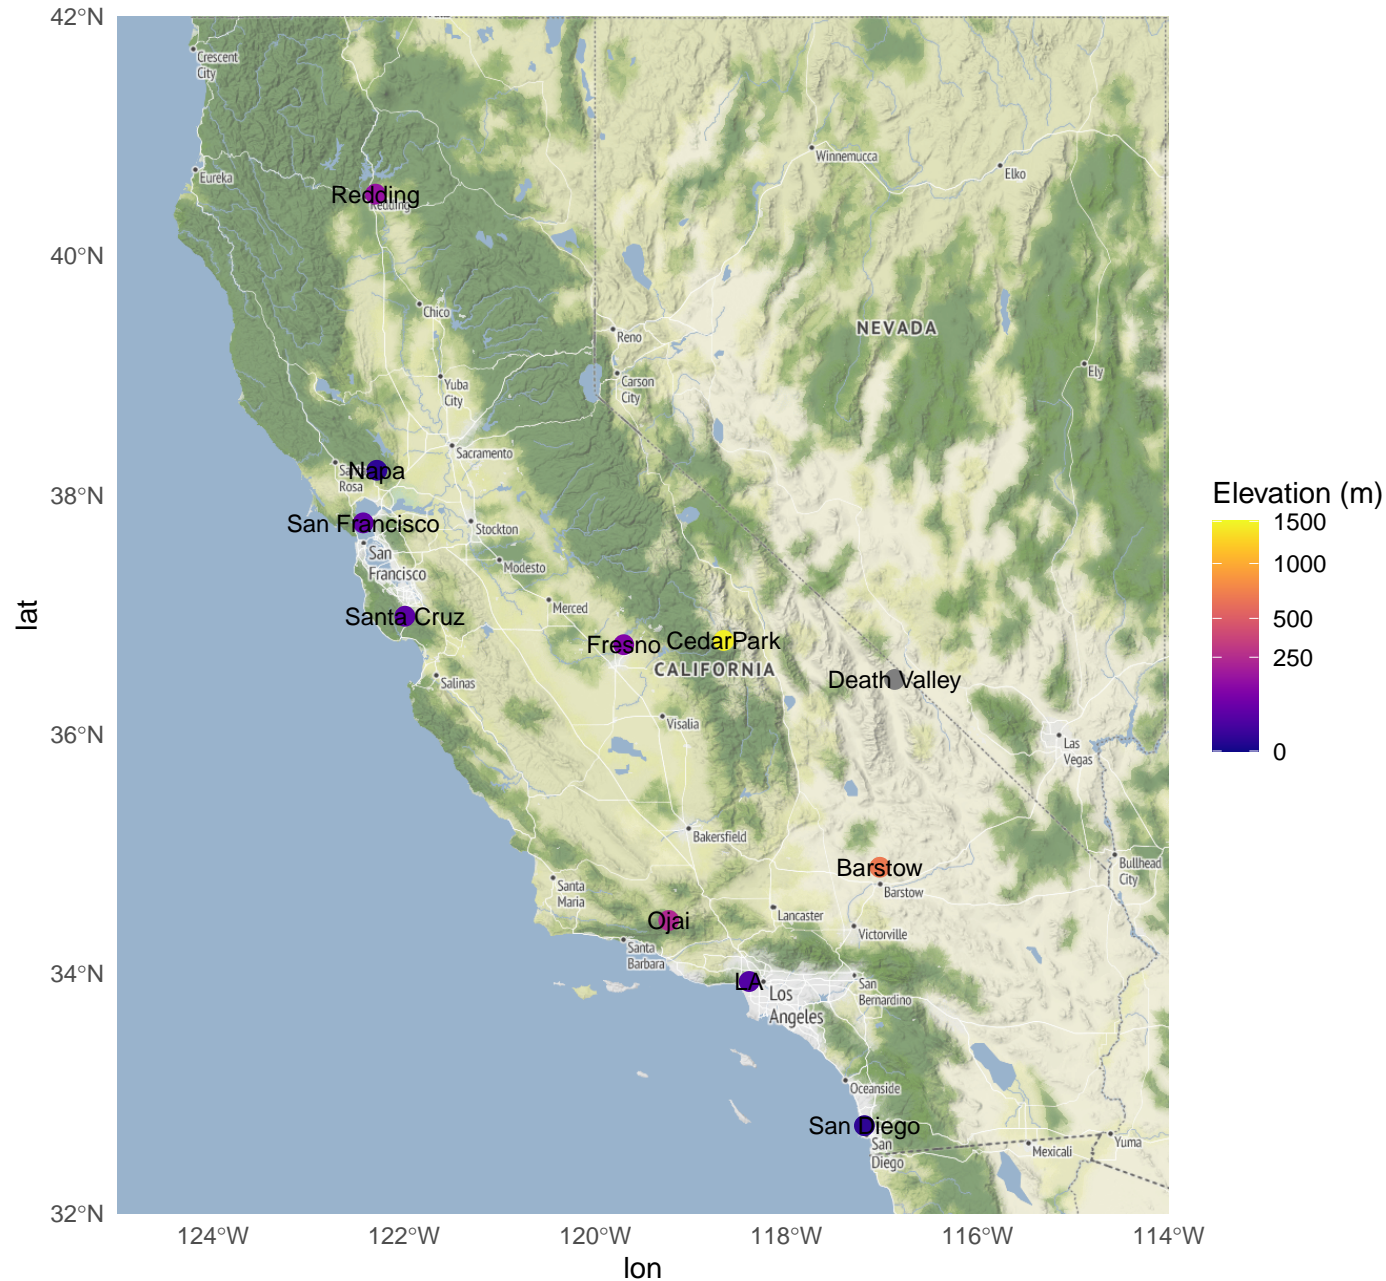 42°N
Crescent
City
Winnemucca
Elko
Eureka
Redding
Redding
40°N
Chico
NEVADA
Reno
Ely
Carson
City
Yuba
City
Sacramento
Napa
Rosa
38°N
Elevation (m)
1500
1000
500
250
0
San Francisco
Stockton
San
Francisco
Modesto
Merced
Santa Cruz
Fresno
CedarPark
CALIFORNIA
Death Valley
Salinas
Visalia
36°N
Las
Vegas
Bakersfield
Barstow
Barstow
Bullhead
City
Santa
Maria
Ojai
Lancaster
Victorville
Santa
Barbara
34°N
LA
Los
Angeles
San
Bernardino
Oceanside
San Diego
San
Diego
Mexicali
Yuma
32°N
124°W
122°W
120°W
118°W
116°W
114°W
lon
lat